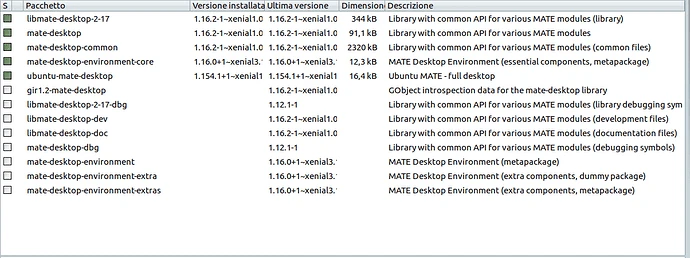 S Pacchetto Versione installata Ultima versione Dimensione Descrizione
libmate-desktop-2-17 1.16.2-1~xenial1.0 1.16.2-1~xenial1.0 344 kB Library with common API for various MATE modules (library)
mate-desktop 1.16.2-1~xenial1.0 1.16.2-1~xenial1.0 91,1 kB Library with common API for various MATE modules
mate-desktop-common 1.16.2-1~xenial1.0 1.16.2-1~xenial1.0 2320 kB Library with common API for various MATE modules (common files)
mate-desktop-environment-core 1.16.0+1~xenial3. 1.16.0+1~xenial3. 12,3 kB MATE Desktop Environment (essential components, metapackage)
ubuntu-mate-desktop 1.154.1+1~xenial1 1.154.1+1~xenial1 16,4 kB Ubuntu MATE - full desktop
gir1.2-mate-desktop 1.16.2-1~xenial1.0 GObject introspection data for the mate-desktop library
libmate-desktop-2-17-dbg 1.12.1-1 Library with common API for various MATE modules (library debugging sym
libmate-desktop-dev 1.16.2-1~xenial1.0 Library with common API for various MATE modules (development files)
libmate-desktop-doc 1.16.2-1~xenial1.0 Library with common API for various MATE modules (documentation files)
mate-desktop-dbg 1.12.1-1 Library with common API for various MATE modules (debugging symbols)
mate-desktop-environment 1.16.0+1~xenial3. MATE Desktop Environment (metapackage)
mate-desktop-environment-extra 1.16.0+1~xenial3. MATE Desktop Environment (extra components, dummy package)
mate-desktop-environment-extras 1.16.0+1~xenial3. MATE Desktop Environment (extra components, metapackage)